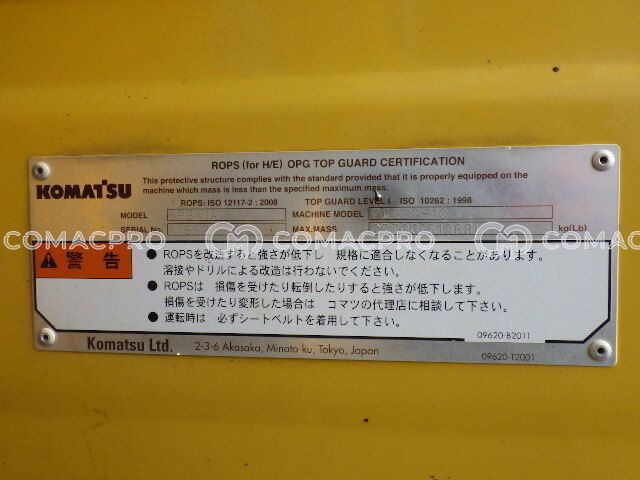 ROPS (for H/E) OPG TOP GUARD CERTIFICATION
KOMATSU
This protective structure complies with the standard provided that it is properly equipped on the
machine which mass is less than the specified maximum mass.
ROPS: ISO 12117-2 : 2008 TOP GUARD LEVEL I ISO 10262 : 1998
MODEL MACHINE MODEL
SERIAL No. MAX.MASS kg(Lb)
COMACPRO COMACPRO COMACPRO
警告
● ROPSを改造すると強さが低下し 規格に適合しなくなることがあります。
溶接やドリルによる改造は行わないでください。
● ROPSは 損傷を受けたり転倒したりすると強さが低下します。
損傷を受けたり変形した場合は コマツの代理店に相談して下さい。
● 運転時は 必ずシートベルトを着用して下さい。
09620-B2011
Komatsu Ltd. 2-3-6 Akasaka, Minato-ku, Tokyo, Japan 09620-T2001